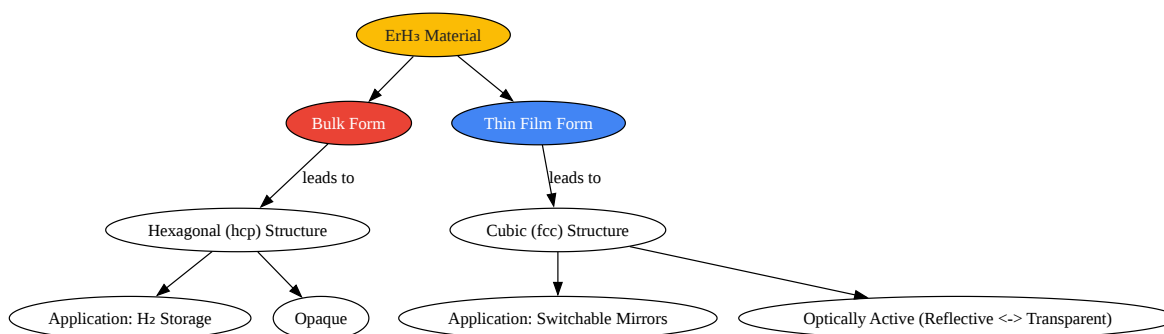 ErH₃ Material
Bulk Form
Thin Film Form
leads to
leads to
Hexagonal (hcp) Structure
Cubic (fcc) Structure
Application: H₂ Storage
Opaque
Application: Switchable Mirrors
Optically Active (Reflective <-> Transparent)